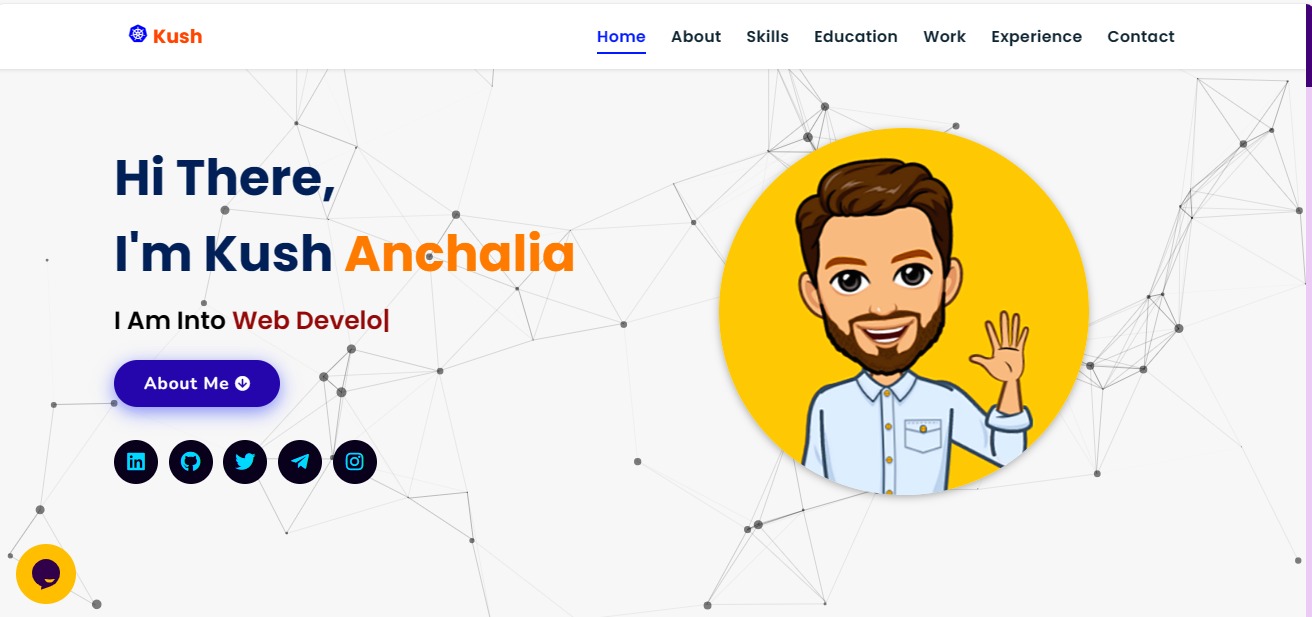 Kush
Home About Skills Education Work Experience Contact
Hi There,
I'm Kush Anchalia
I Am Into Web Develo|
About Me